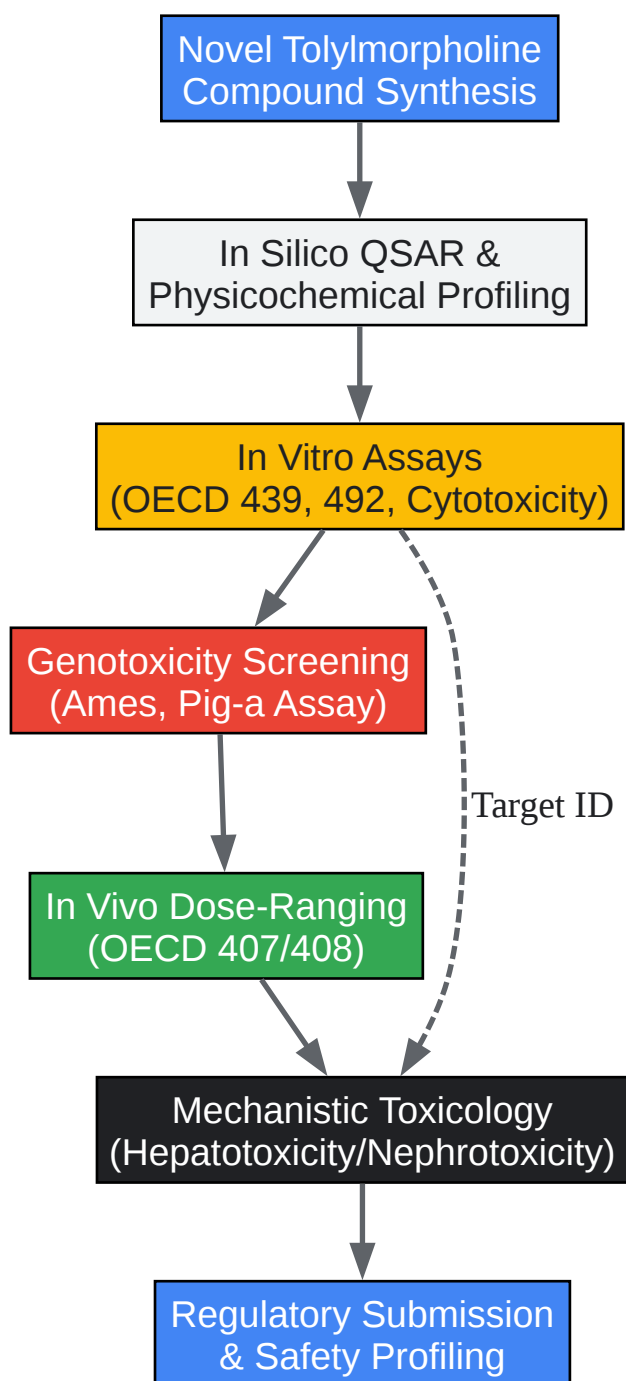 Novel Tolylmorpholine
Compound Synthesis
In Silico QSAR &
Physicochemical Profiling
In Vitro Assays
(OECD 439, 492, Cytotoxicity)
Genotoxicity Screening
(Ames, Pig-a Assay)
Target ID
In Vivo Dose-Ranging
(OECD 407/408)
Mechanistic Toxicology
(Hepatotoxicity/Nephrotoxicity)
Regulatory Submission
& Safety Profiling